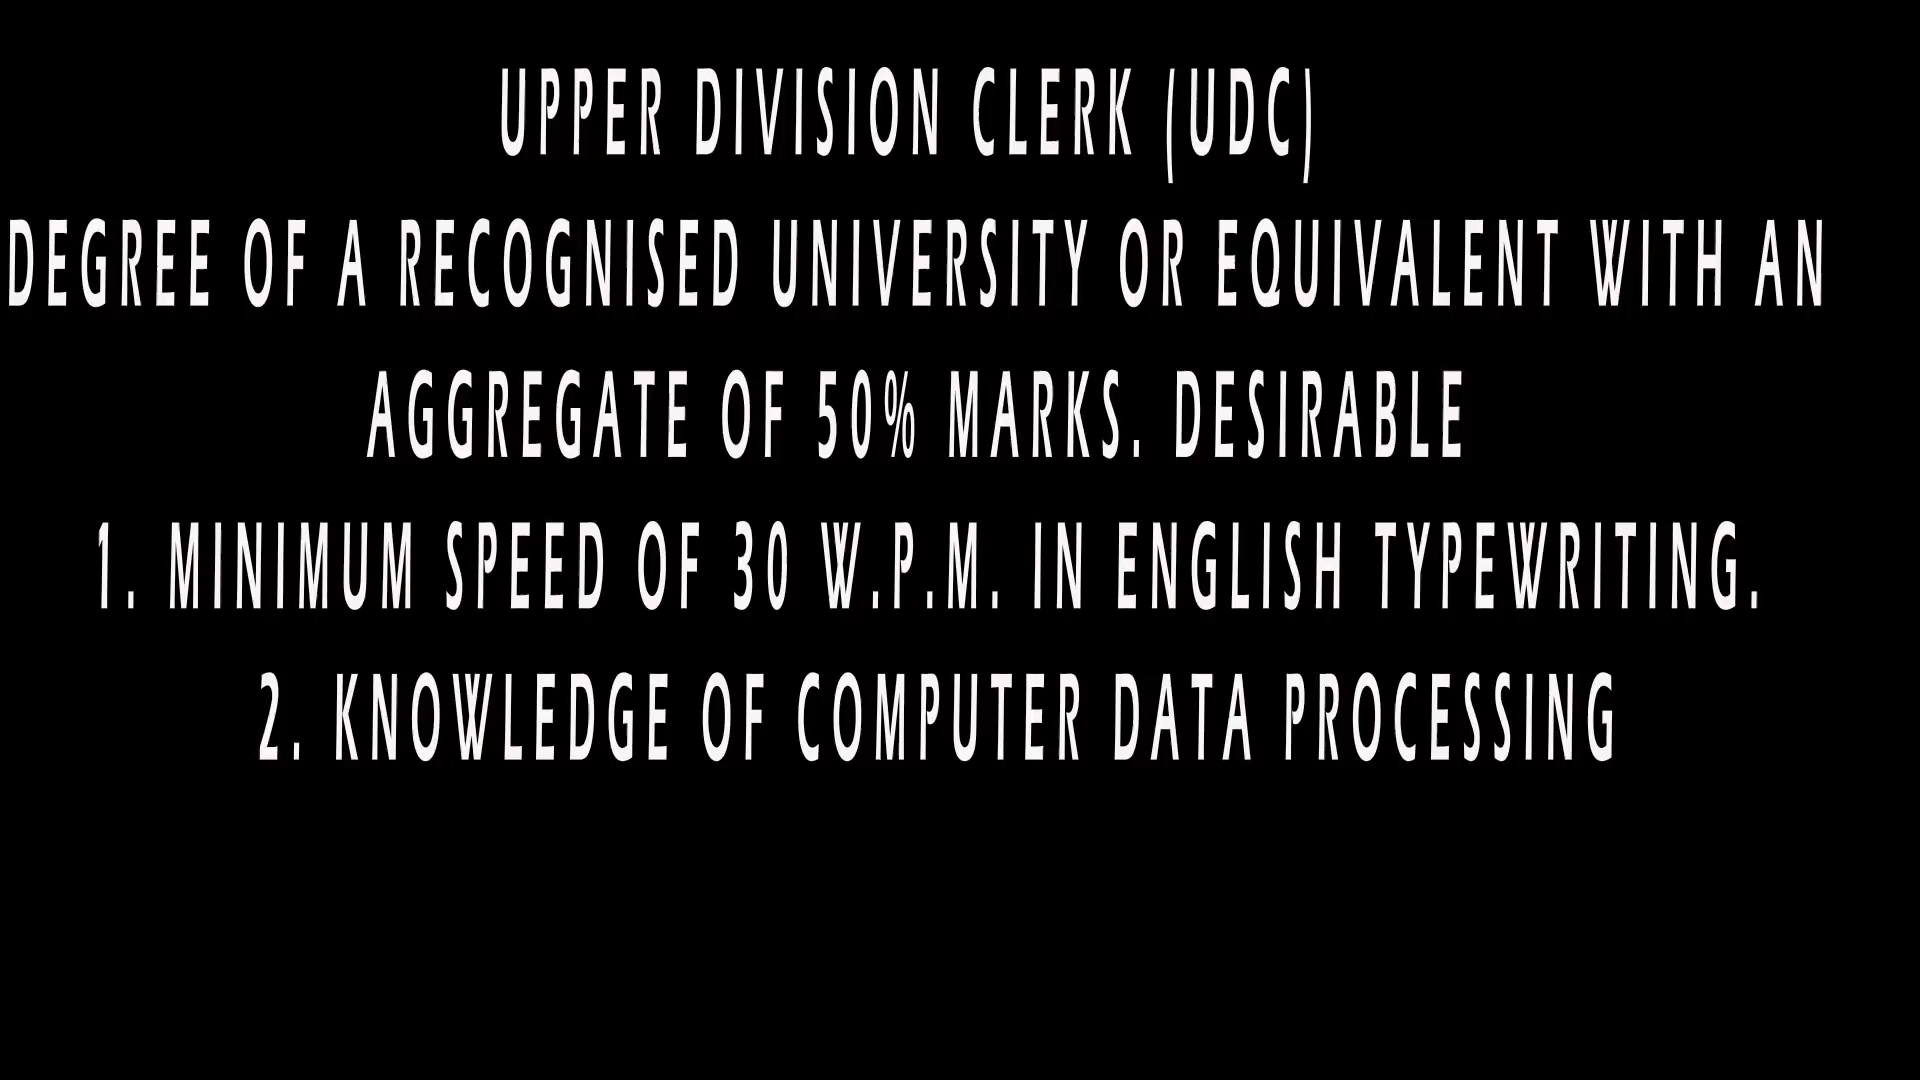 UPPER DIVISION CLERK (UDC)
DEGREE OF A RECOGNISED UNIVERSITY OR EQUIVALENT WITH AN
AGGREGATE OF 50% MARKS. DESIRABLE
1. MINIMUM SPEED OF 30 W.P.M. IN ENGLISH TYPEWRITING.
2. KNOWLEDGE OF COMPUTER DATA PROCESSING